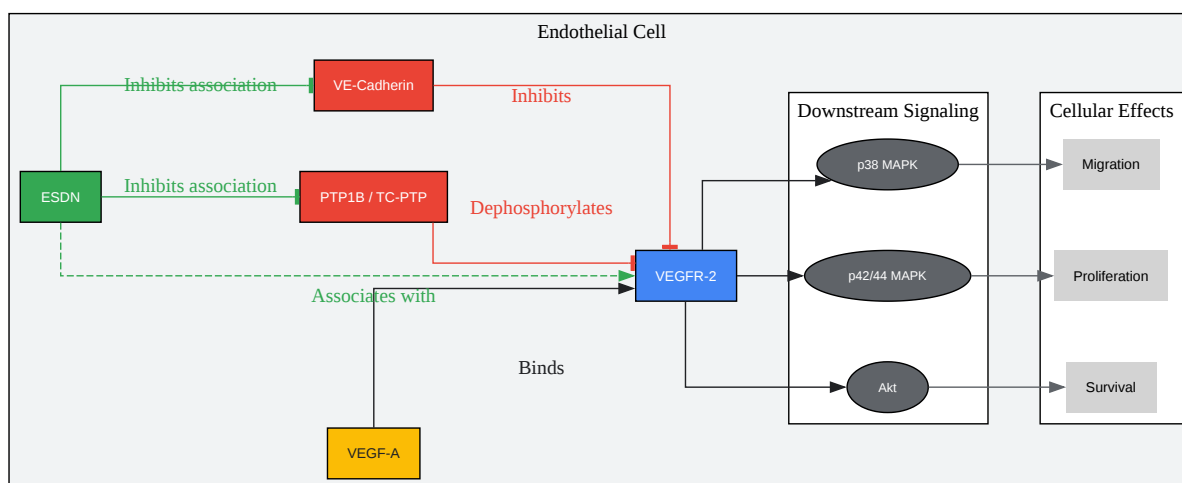 Endothelial Cell
Inhibits association
VE-Cadherin
Inhibits
Downstream Signaling
Cellular Effects
p38 MAPK
Migration
ESDN
Inhibits association
PTP1B / TC-PTP
Dephosphorylates
VEGFR-2
p42/44 MAPK
Proliferation
Associates with
Binds
Akt
Survival
VEGF-A